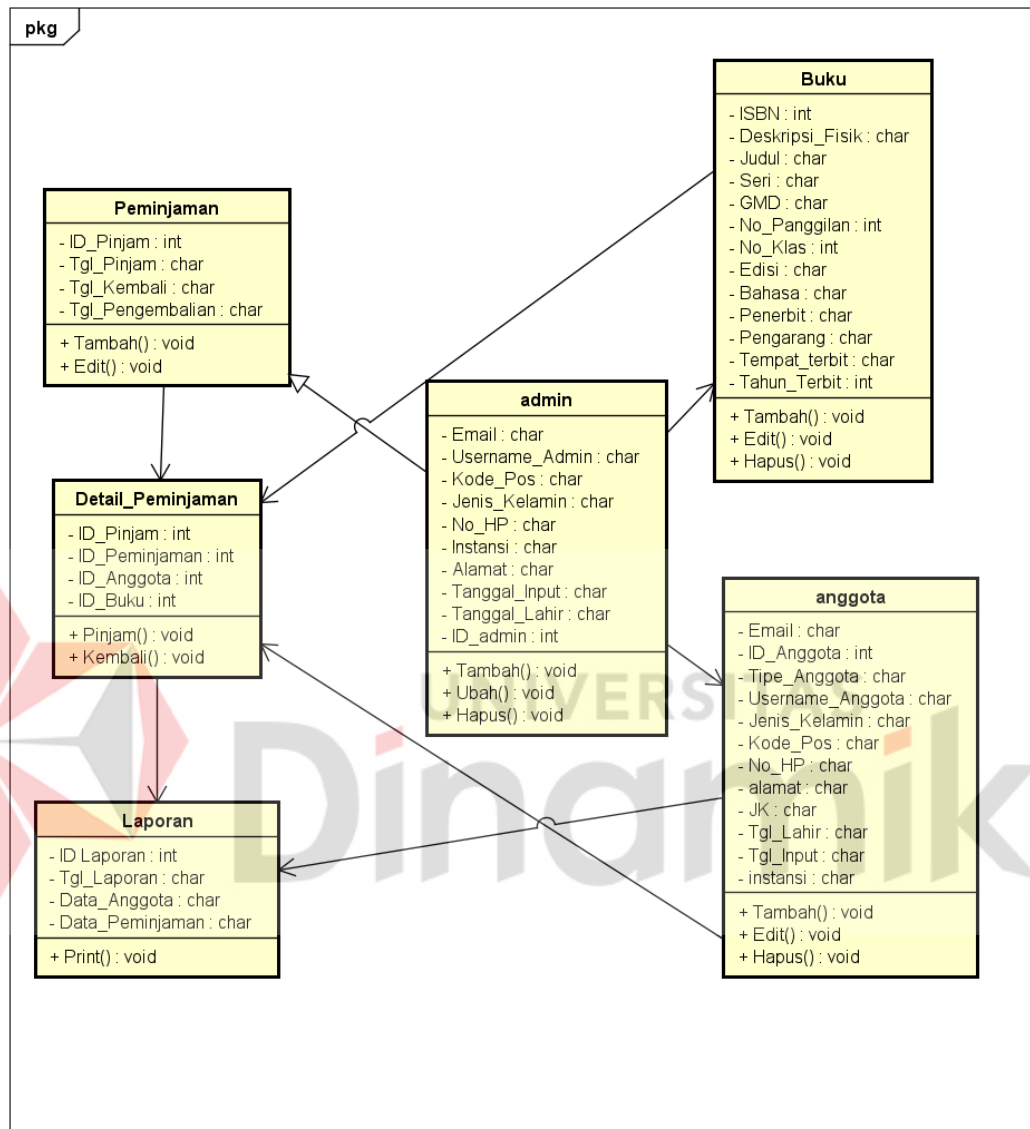 pkg
Buku
- ISBN : int
- Deskripsi_Fisik : char
- Judul : char
- Seri : char
- GMD : char
- No_Panggilan : int
- No_Klas : int
- Edisi : char
- Bahasa : char
- Penerbit : char
- Pengarang : char
- Tempat_terbit : char
- Tahun_Terbit : int
+ Tambah() : void
+ Edit() : void
+ Hapus() : void
Peminjaman
- ID_Pinjam : int
- Tgl_Pinjam : char
- Tgl_Kembali : char
- Tgl_Pengembalian : char
+ Tambah() : void
+ Edit() : void
admin
- Email : char
- Username_Admin : char
- Kode_Pos : char
- Jenis_Kelamin : char
- No_HP : char
- Instansi : char
- Alamat : char
- Tanggal_Input : char
- Tanggal_Lahir : char
- ID_admin : int
+ Tambah() : void
+ Ubah() : void
+ Hapus() : void
Detail_Peminjaman
- ID_Pinjam : int
- ID_Peminjaman : int
- ID_Anggota : int
- ID_Buku : int
+ Pinjam() : void
+ Kembali() : void
anggota
- Email : char
- ID_Anggota : int
- Tipe_Anggota : char
- Username_Anggota : char
- Jenis_Kelamin : char
- Kode_Pos : char
- No_HP : char
- alamat : char
- JK : char
- Tgl_Lahir : char
- Tgl_Input : char
- instansi : char
+ Tambah() : void
+ Edit() : void
+ Hapus() : void
Laporan
- ID Laporan : int
- Tgl_Laporan : char
- Data_Anggota : char
- Data_Peminjaman : char
+ Print() : void
UNIVERSITAS
Dinamik